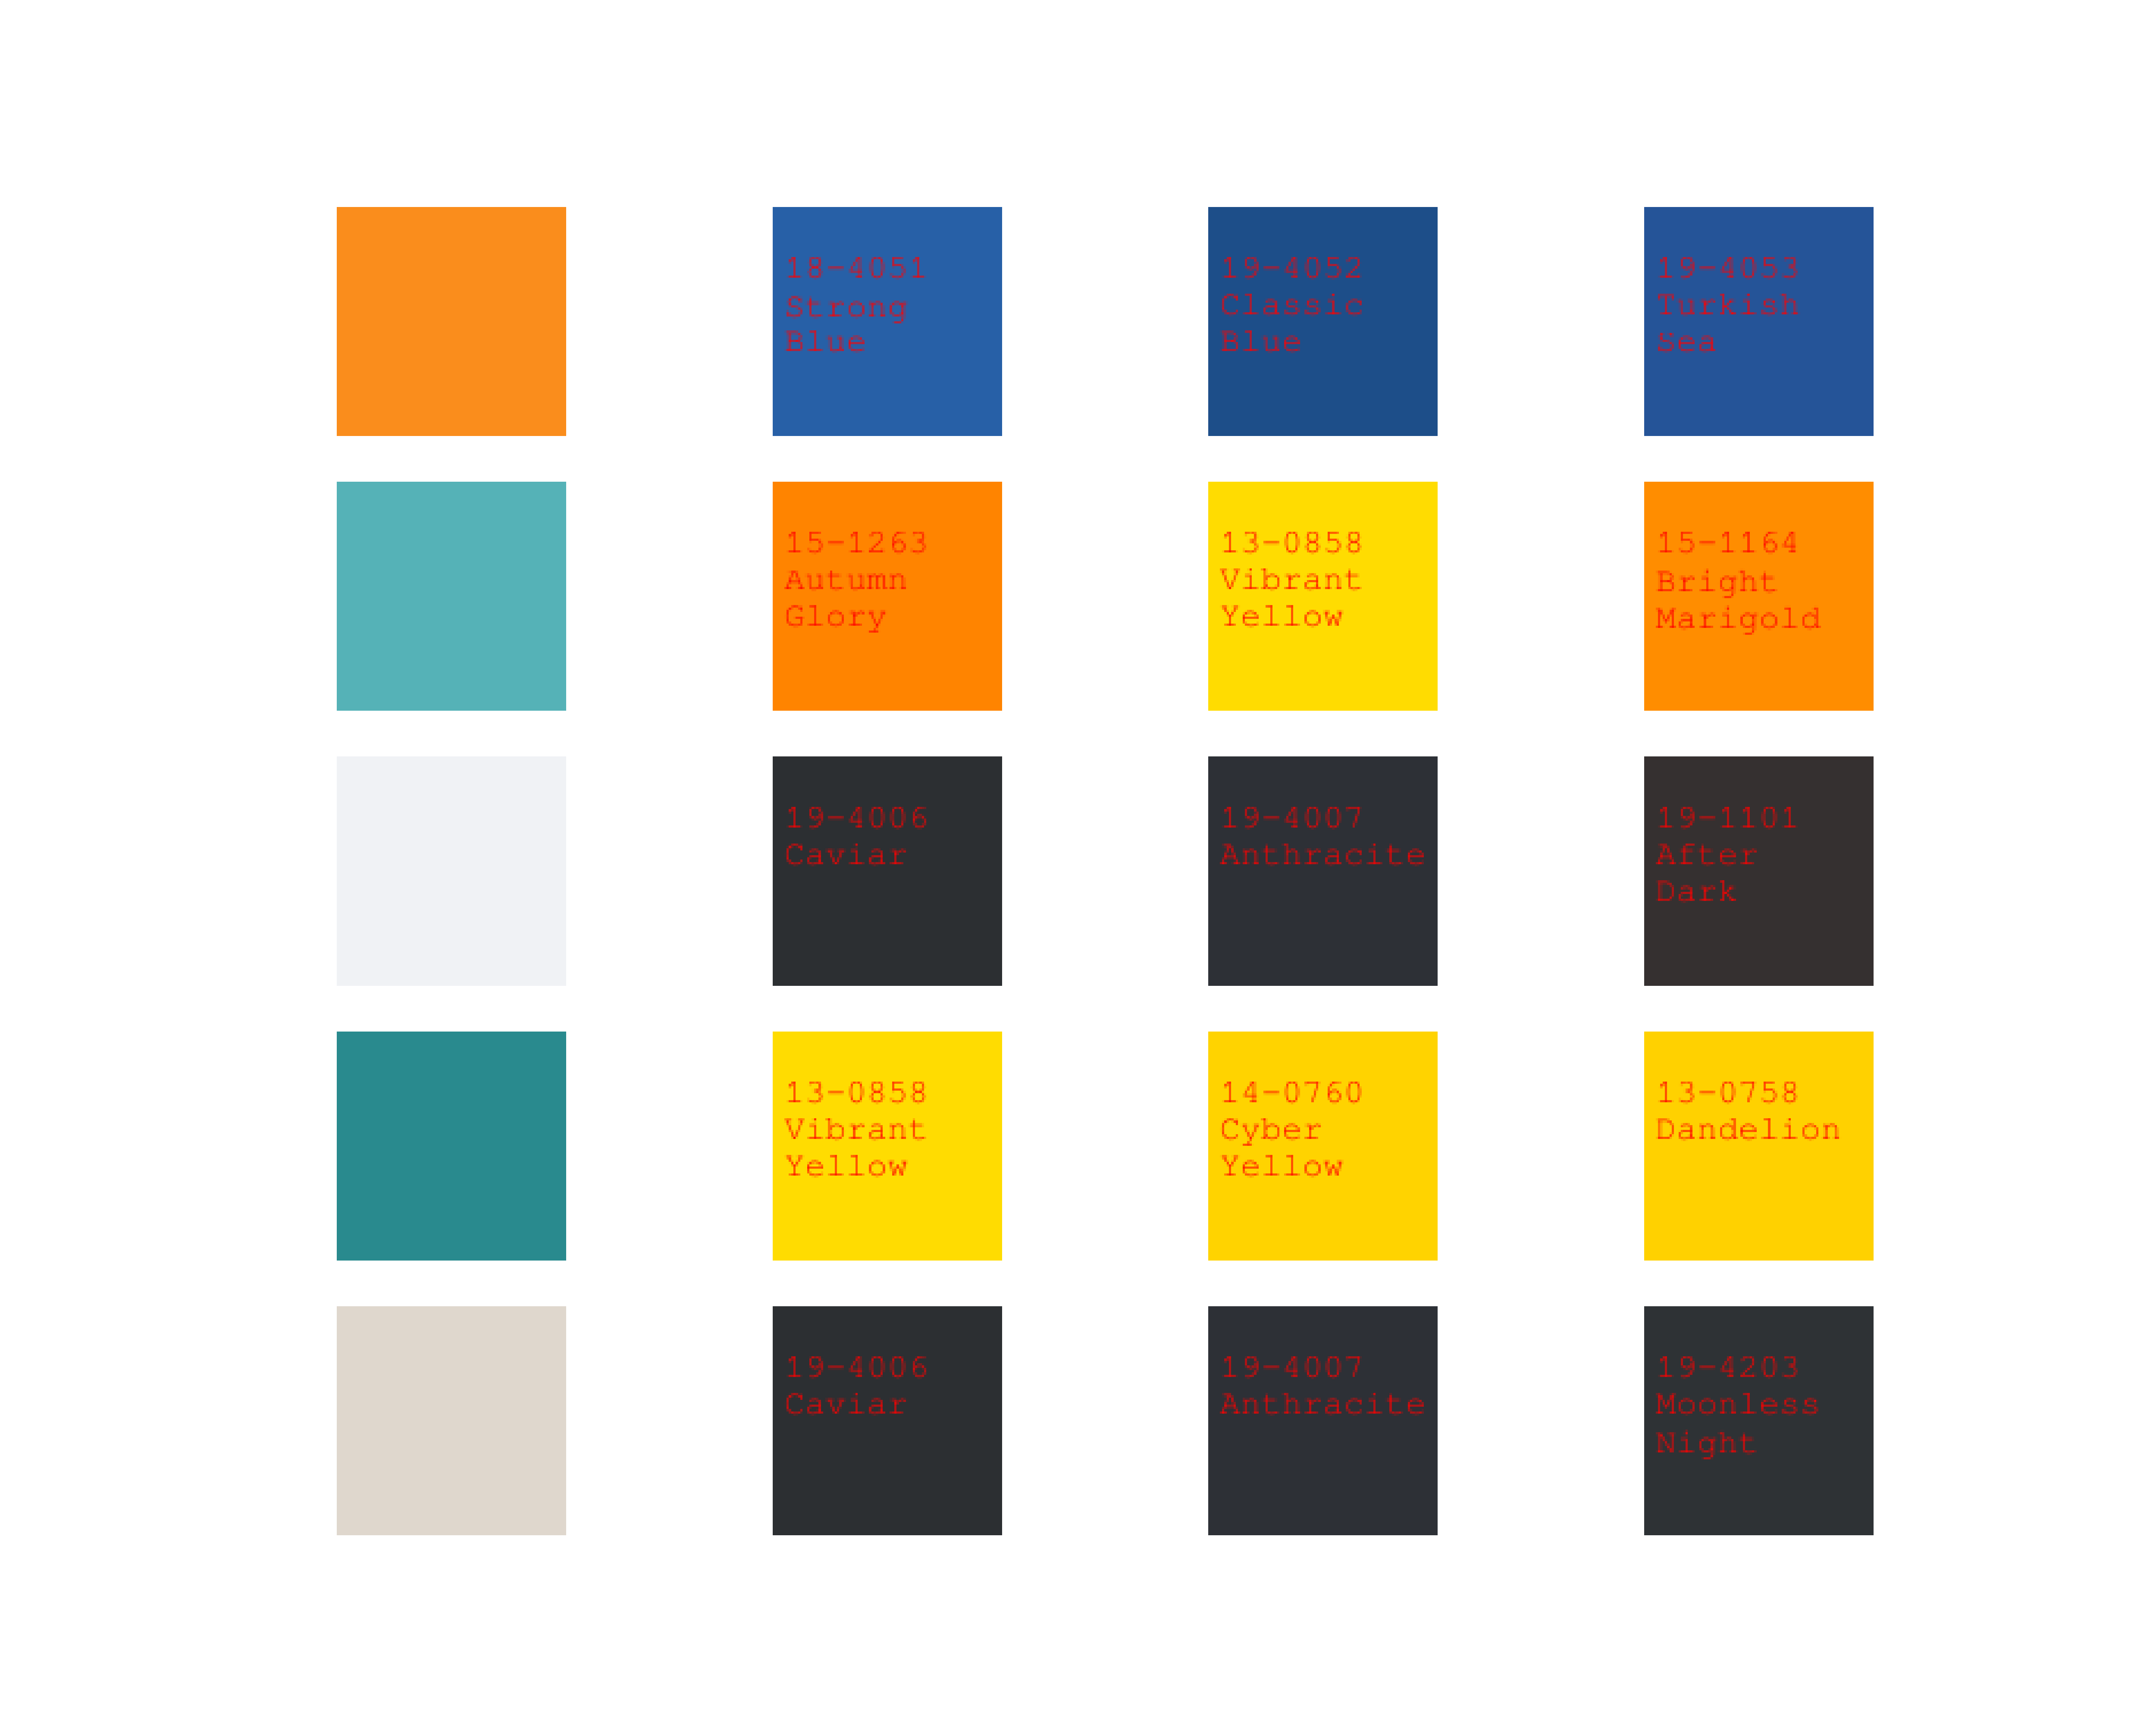 18-4051
Strong
Blue
19-4052
Classic
Blue
19-4053
Turkish
Sea
15-1263
Autumn
Glory
13-0858
Vibrant
Yellow
15-1164
Bright
Marigold
19-4006
Caviar
19-4007
Anthracite
19-1101
After
Dark
13-0858
Vibrant
Yellow
14-0760
Cyber
Yellow
13-0758
Dandelion
19-4006
Caviar
19-4007
Anthracite
19-4203
Moonless
Night